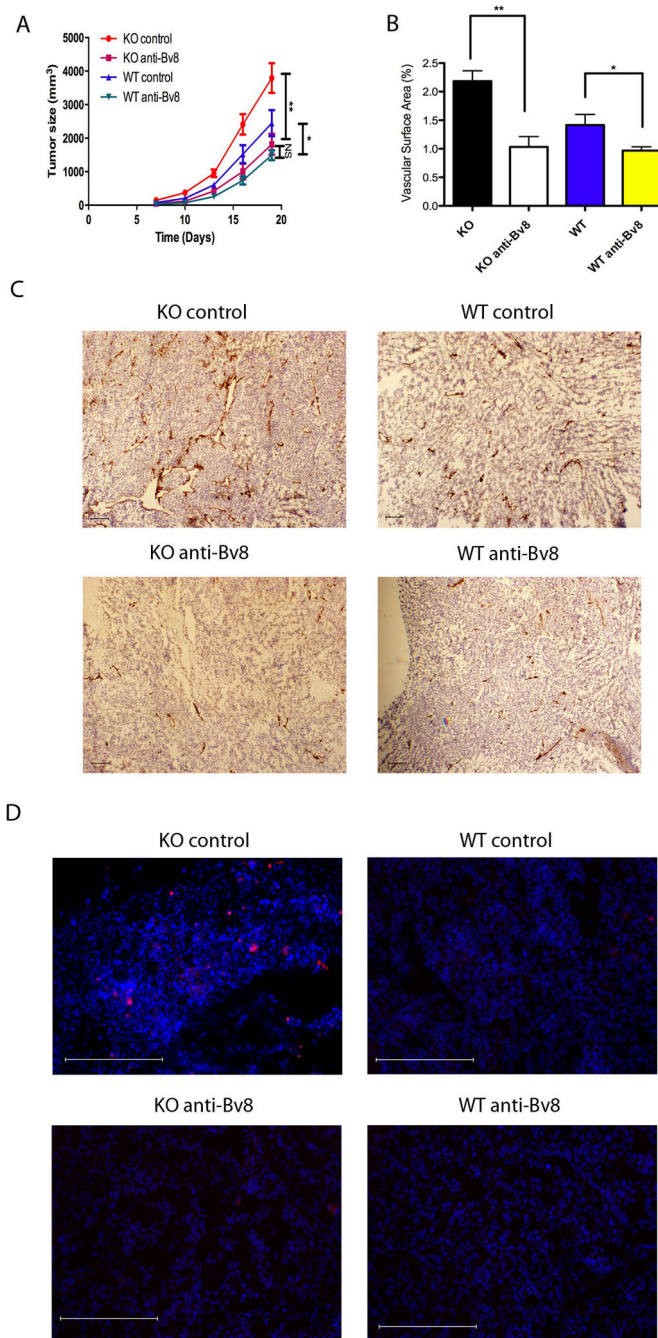 A
KO control
KO anti-Bv8
WT control
WT anti-Bv8
Tumor size (mm³)
5000
4000
3000
2000
1000
0
0
5
10
15
20
Time (Days)
**
*
NS
B
Vascular Surface Area (%)
2.5
2.0
1.5
1.0
0.5
0.0
**
*
KO
KO anti-Bv8
WT
WT anti-Bv8
C
KO control
WT control
KO anti-Bv8
WT anti-Bv8
D
KO control
WT control
KO anti-Bv8
WT anti-Bv8